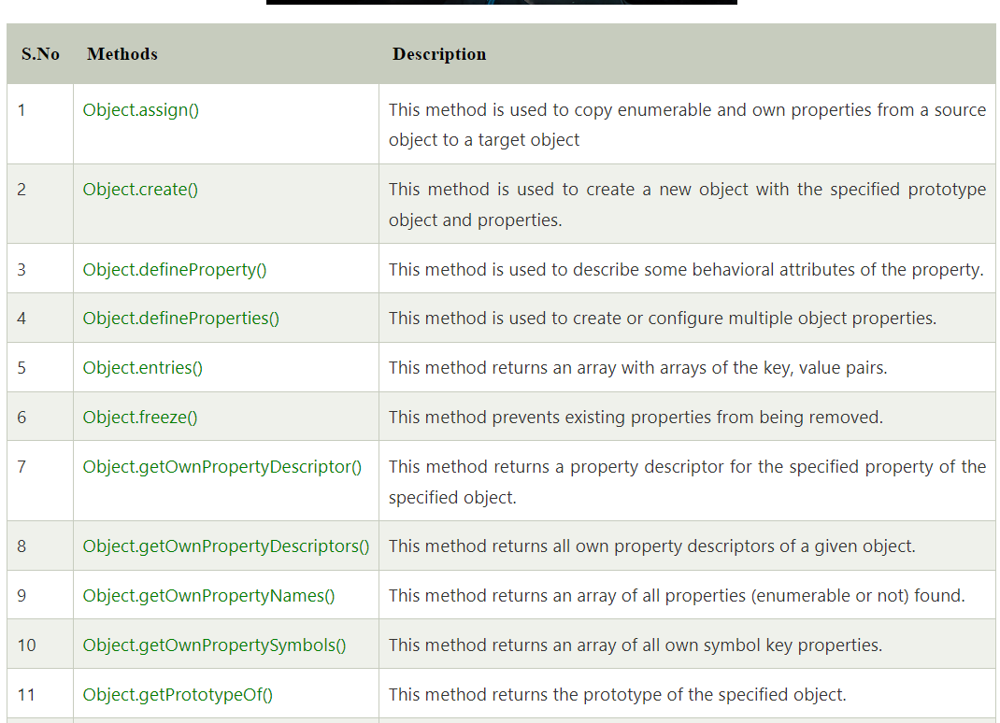 S.No Methods Description
1 Object.assign() This method is used to copy enumerable and own properties from a source
object to a target object
2 Object.create() This method is used to create a new object with the specified prototype
object and properties.
3 Object.defineProperty() This method is used to describe some behavioral attributes of the property.
4 Object.defineProperties() This method is used to create or configure multiple object properties.
5 Object.entries() This method returns an array with arrays of the key, value pairs.
6 Object.freeze() This method prevents existing properties from being removed.
7 Object.getOwnPropertyDescriptor() This method returns a property descriptor for the specified property of the
specified object.
8 Object.getOwnPropertyDescriptors() This method returns all own property descriptors of a given object.
9 Object.getOwnPropertyNames() This method returns an array of all properties (enumerable or not) found.
10 Object.getOwnPropertySymbols() This method returns an array of all own symbol key properties.
11 Object.getPrototypeOf() This method returns the prototype of the specified object.